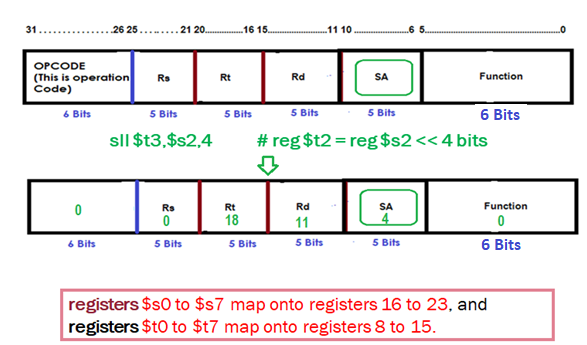 31..............26 25..........21 20..............16 15..............11 10..............6 5..............0
OPCODE
(This is operation
Code)
Rs
Rt
Rd
SA
Function
6 Bits
5 Bits
5 Bits
5 Bits
5 Bits
6 Bits
sll $t3,$s2,4
# reg $t2 = reg $s2 << 4 bits
0
Rs
0
Rt
18
Rd
11
SA
4
Function
0
6 Bits
5 Bits
5 Bits
5 Bits
5 Bits
6 Bits
registers $s0 to $s7 map onto registers 16 to 23, and
registers $t0 to $t7 map onto registers 8 to 15.